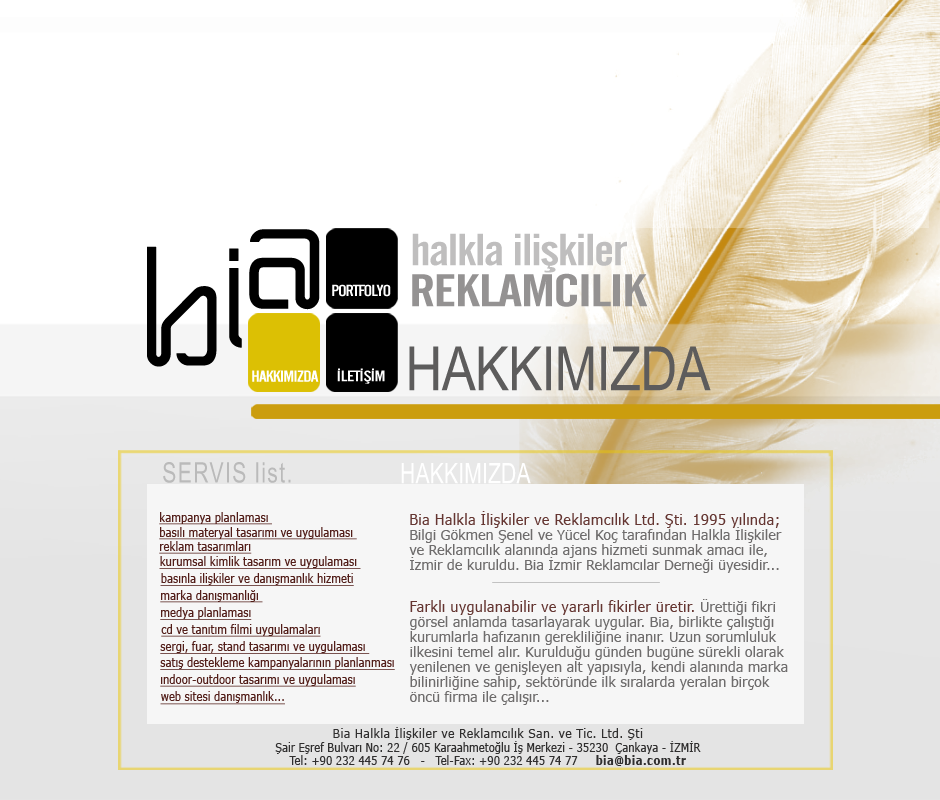 bia
halkla ilişkiler
REKLAMCILIK
PORTFOLYO
HAKKIMIZDA
İLETİŞİM
HAKKIMIZDA
SERVIS list.
HAKKIMIZDA
kampanya planlaması
basılı materyal tasarımı ve uygulaması
reklam tasarımları
kurumsal kimlik tasarım ve uygulaması
basınla ilişkiler ve danışmanlık hizmeti
marka danışmanlığı
medya planlaması
cd ve tanıtım filmi uygulamaları
sergi, fuar, stand tasarımı ve uygulaması
satış destekleme kampanyalarının planlanması
ındoor-outdoor tasarımı ve uygulaması
web sitesi danışmanlık...
Bia Halkla İlişkiler ve Reklamcılık Ltd. Şti. 1995 yılında;
Bilgi Gökmen Şenel ve Yücel Koç tarafından Halkla İlişkiler
ve Reklamcılık alanında ajans hizmeti sunmak amacı ile,
İzmir de kuruldu. Bia İzmir Reklamcılar Derneği üyesidir...
Farklı uygulanabilir ve yararlı fikirler üretir. Ürettiği fikri
görsel anlamda tasarlayarak uygular. Bia, birlikte çalıştığı
kurumlarla hafızanın gerekliliğine inanır. Uzun sorumluluk
ilkesini temel alır. Kurulduğu günden bugüne sürekli olarak
yenilenen ve genişleyen alt yapısıyla, kendi alanında marka
bilinirliğine sahip, sektöründe ilk sıralarda yeralan birçok
öncü firma ile çalışır...
Bia Halkla İlişkiler ve Reklamcılık San. ve Tic. Ltd. Şti
Şair Eşref Bulvarı No: 22 / 605 Karaahmetoğlu İş Merkezi - 35230 Çankaya - İZMİR
Tel: +90 232 445 74 76 - Tel-Fax: +90 232 445 74 77 bia@bia.com.tr